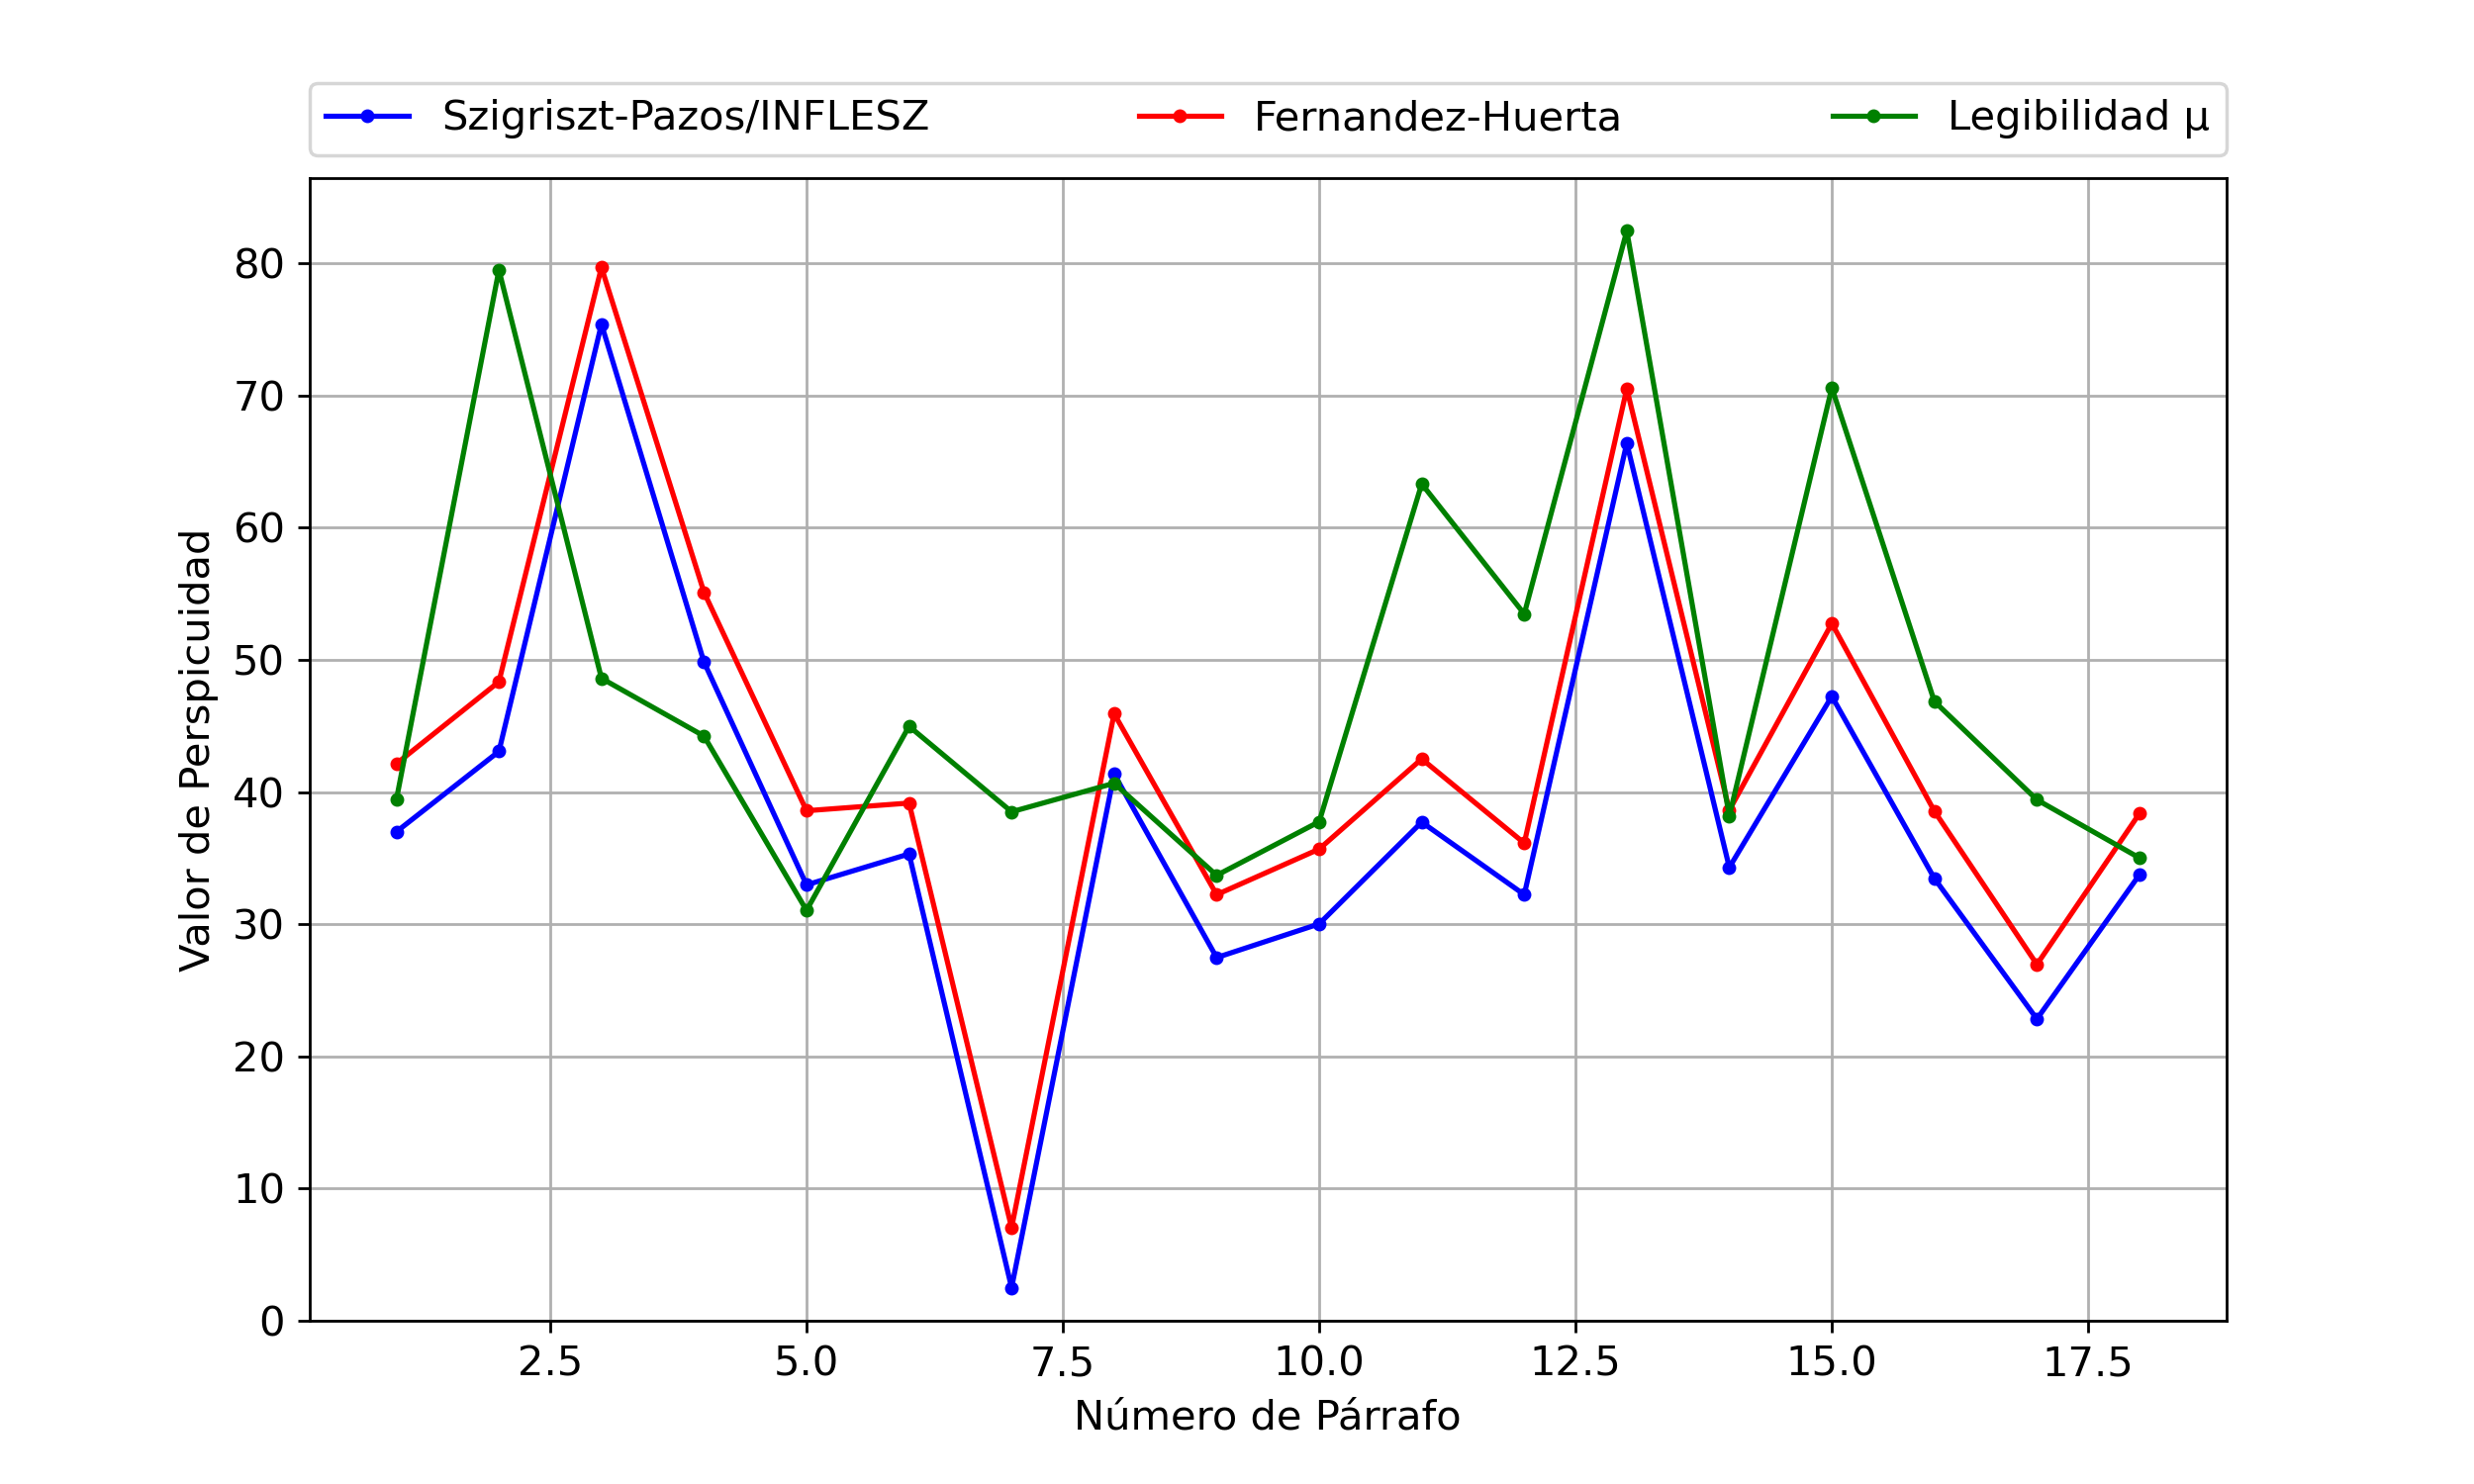 Szigriszt-Pazos/INFLESZ Fernandez-Huerta Legibilidad µ
80
70
60
50
40
30
20
10
0
Valor de Perspicuidad
2.5 5.0 7.5 10.0 12.5 15.0 17.5
Número de Párrafo